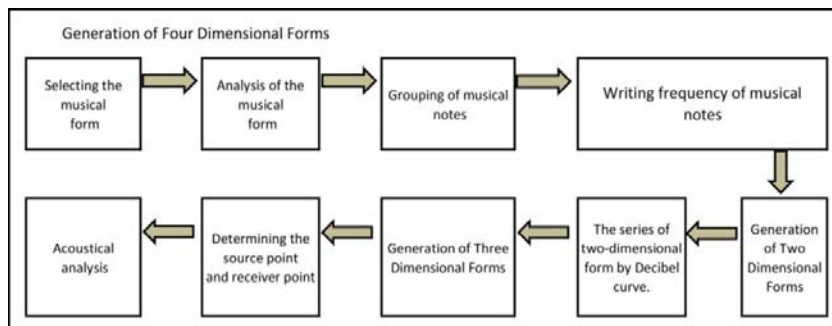 Generation of Four Dimensional Forms
Selecting the
musical
form
Analysis of the
musical
form
Grouping of musical
notes
Writing frequency of musical
notes
Acoustical
analysis
Determining the
source point
and receiver point
Generation of Three
Dimensional Forms
The series of
two-dimensional
form by Decibel
curve.
Generation
of Two
Dimensional
Forms